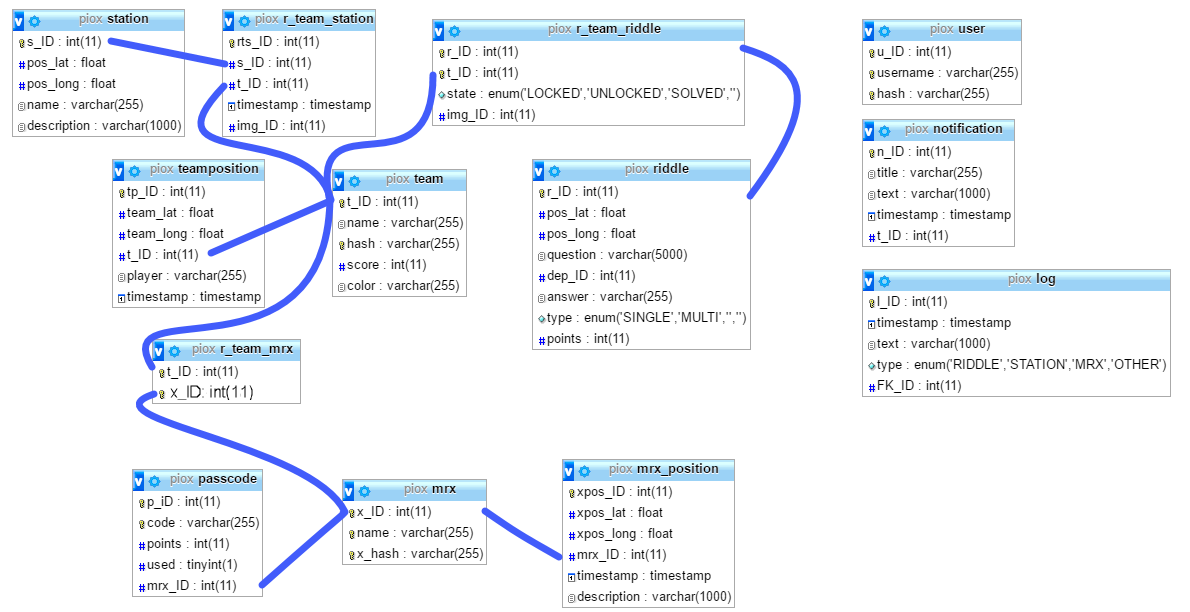 piox station
s_ID : int(11)
pos_lat : float
pos_long : float
name : varchar(255)
description : varchar(1000)
piox r_team_station
rts_ID : int(11)
s_ID : int(11)
t_ID : int(11)
timestamp : timestamp
img_ID : int(11)
piox r_team_riddle
r_ID : int(11)
t_ID : int(11)
state : enum('LOCKED','UNLOCKED','SOLVED','')
img_ID : int(11)
piox user
u_ID : int(11)
username : varchar(255)
hash : varchar(255)
piox notification
n_ID : int(11)
title : varchar(255)
text : varchar(1000)
timestamp : timestamp
t_ID : int(11)
piox teamposition
tp_ID : int(11)
team_lat : float
team_long : float
t_ID : int(11)
player : varchar(255)
timestamp : timestamp
piox team
t_ID : int(11)
name : varchar(255)
hash : varchar(255)
score : int(11)
color : varchar(255)
piox riddle
r_ID : int(11)
pos_lat : float
pos_long : float
question : varchar(5000)
dep_ID : int(11)
answer : varchar(255)
type : enum('SINGLE','MULTI','','')
points : int(11)
piox log
l_ID : int(11)
timestamp : timestamp
text : varchar(1000)
type : enum('RIDDLE','STATION','MRX','OTHER')
FK_ID : int(11)
piox r_team_mrx
t_ID : int(11)
x_ID: int(11)
piox passcode
p_iD : int(11)
code : varchar(255)
points : int(11)
used : tinyint(1)
mrx_ID : int(11)
piox mrx
x_ID : int(11)
name : varchar(255)
x_hash : varchar(255)
piox mrx_position
xpos_ID : int(11)
xpos_lat : float
xpos_long : float
mrx_ID : int(11)
timestamp : timestamp
description : varchar(1000)